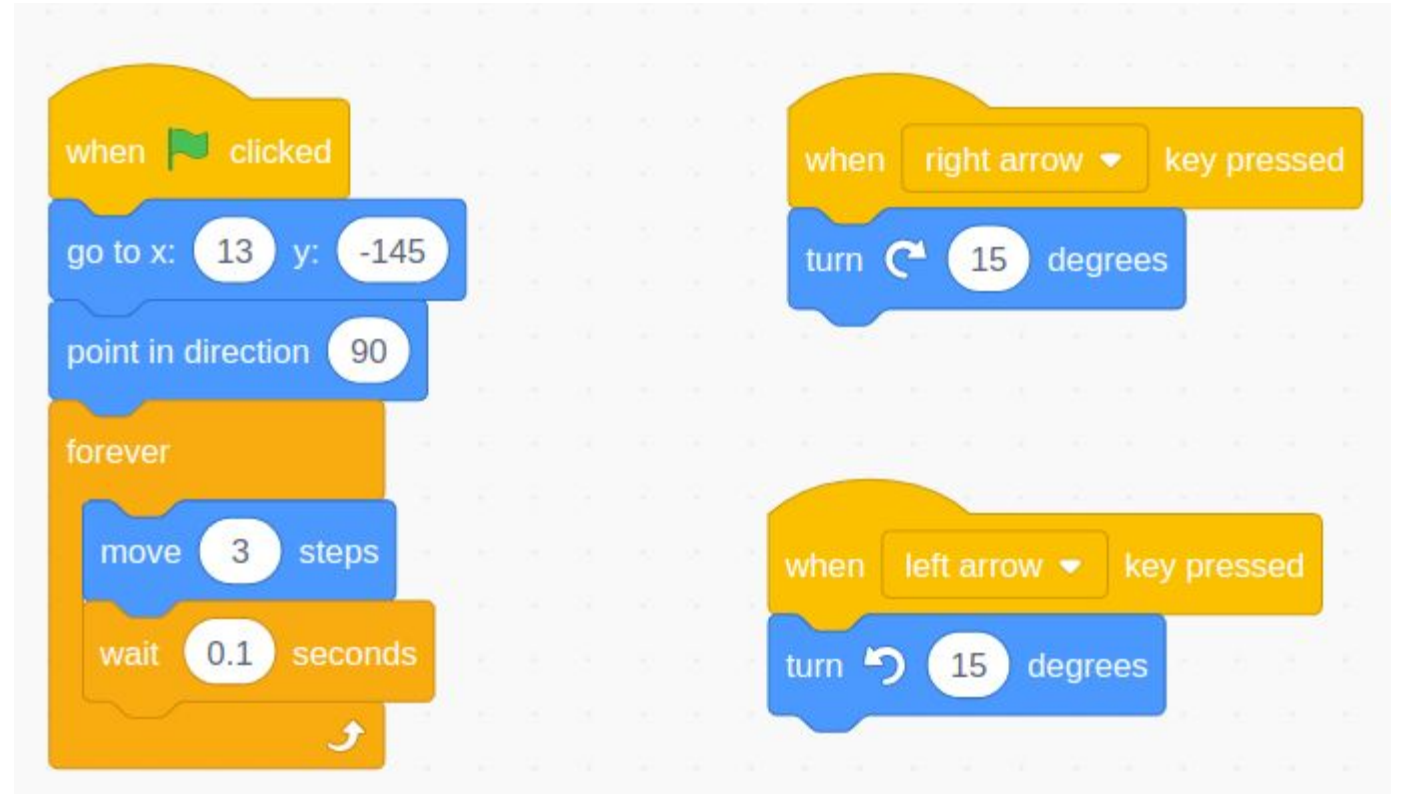 when clicked
go to x: 13 y: -145
point in direction 90
forever
move 3 steps
wait 0.1 seconds
when right arrow key pressed
turn 15 degrees
when left arrow key pressed
turn 15 degrees